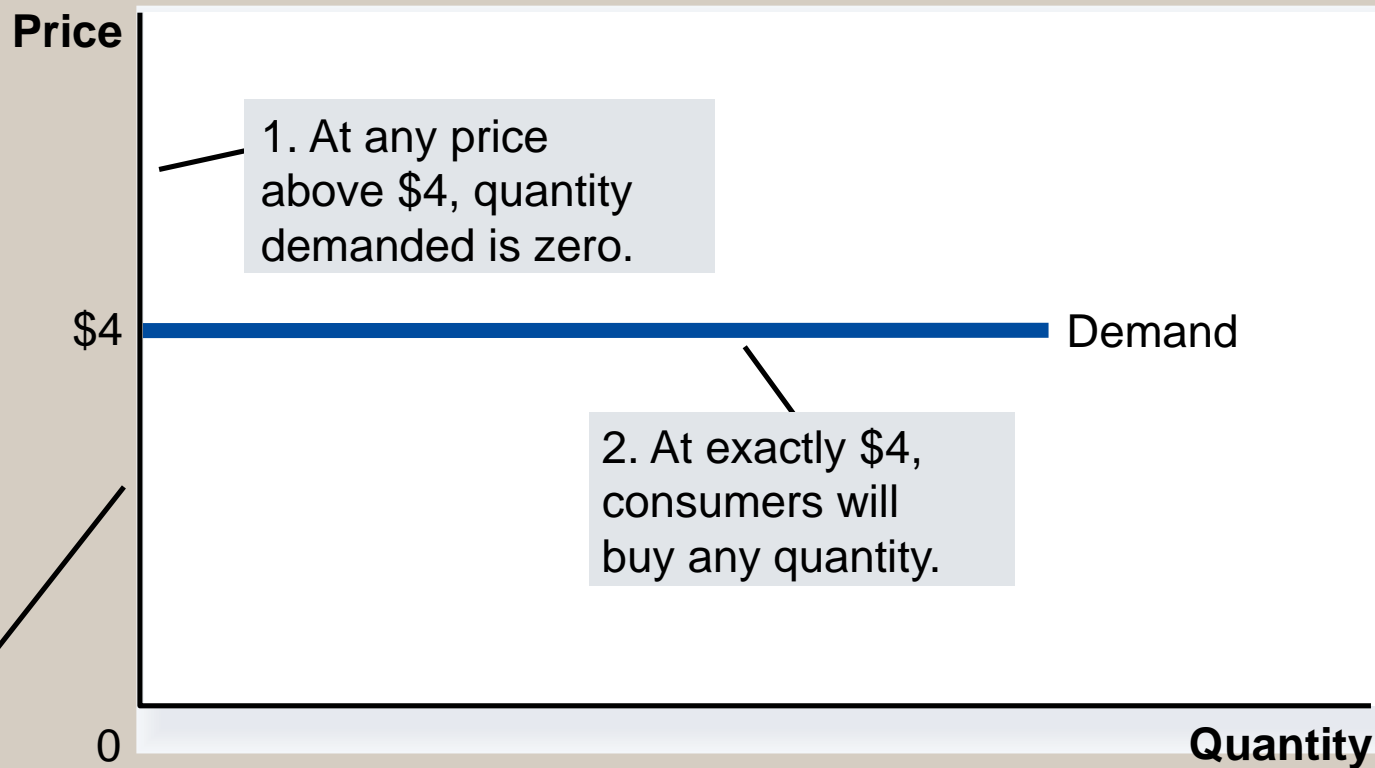 Price
1. At any price
above $4, quantity
demanded is zero.
$4
Demand
2. At exactly $4,
consumers will
buy any quantity.
0
Quantity